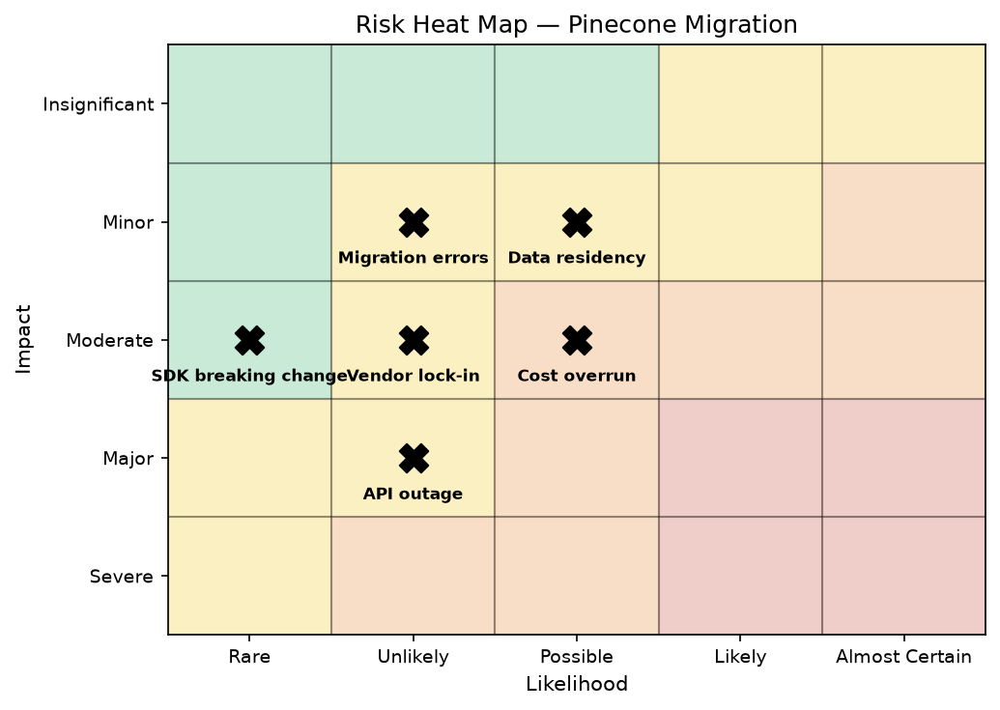 Risk Heat Map — Pinecone Migration
Impact
Insignificant
Minor
Migration errors
Data residency
Moderate
SDK breaking change
Vendor lock-in
Cost overrun
Major
API outage
Severe
Rare
Unlikely
Possible
Likely
Almost Certain
Likelihood